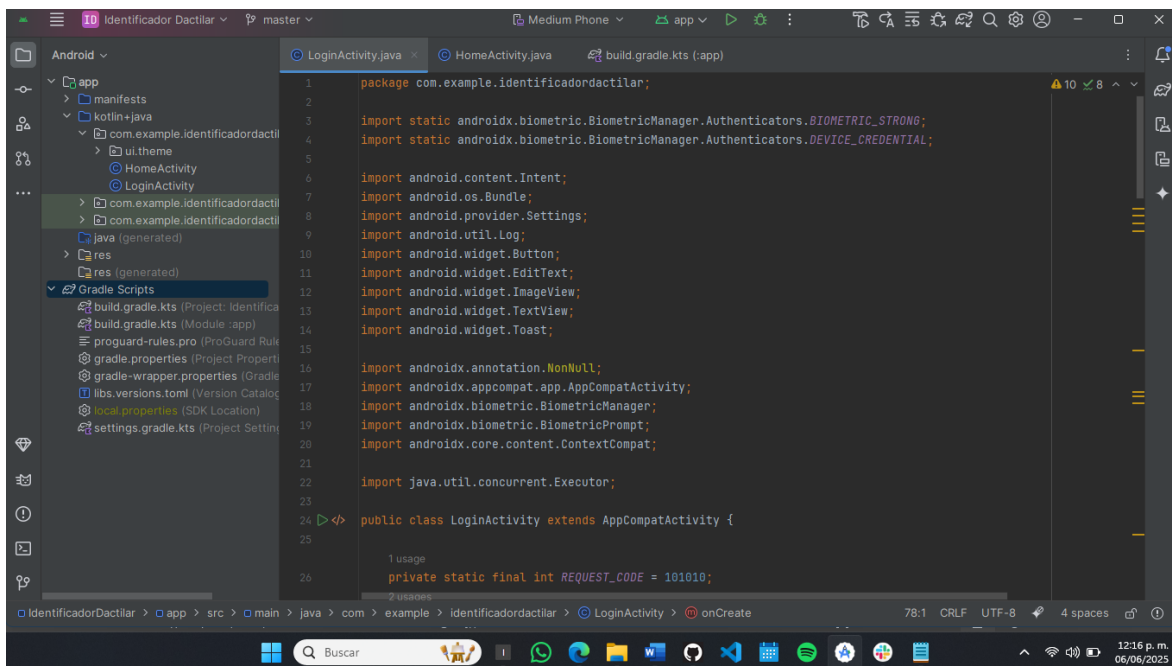 ID Identificador Dactilar master Medium Phone app
Android
LoginActivity.java HomeActivity.java build.gradle.kts (:app)
app
manifests
kotlin+java
com.example.identificadordactil
ui.theme
HomeActivity
LoginActivity
com.example.identificadordactil
com.example.identificadordactil
java (generated)
res
res (generated)
Gradle Scripts
build.gradle.kts (Project: Identifica
build.gradle.kts (Module :app)
proguard-rules.pro (ProGuard Rule
gradle.properties (Project Properti
gradle-wrapper.properties (Gradle
libs.versions.toml (Version Catalog
local.properties (SDK Location)
settings.gradle.kts (Project Setting
10 8
1 package com.example.identificadordactilar;
2
3 import static androidx.biometric.BiometricManager.Authenticators.BIOMETRIC_STRONG;
4 import static androidx.biometric.BiometricManager.Authenticators.DEVICE_CREDENTIAL;
5
6 import android.content.Intent;
7 import android.os.Bundle;
8 import android.provider.Settings;
9 import android.util.Log;
10 import android.widget.Button;
11 import android.widget.EditText;
12 import android.widget.ImageView;
13 import android.widget.TextView;
14 import android.widget.Toast;
15
16 import androidx.annotation.NonNull;
17 import androidx.appcompat.app.AppCompatActivity;
18 import androidx.biometric.BiometricManager;
19 import androidx.biometric.BiometricPrompt;
20 import androidx.core.content.ContextCompat;
21
22 import java.util.concurrent.Executor;
23
24 public class LoginActivity extends AppCompatActivity {
25
1 usage
26 private static final int REQUEST_CODE = 101010;
2 usages
IdentificadorDactilar > app > src > main > java > com > example > identificadordactilar > LoginActivity > onCreate 78:1 CRLF UTF-8 4 spaces
Buscar 12:16 p. m.
06/06/2025